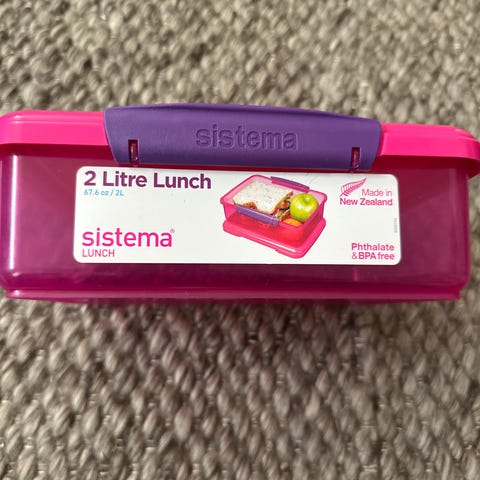 sistema
2 Litre Lunch
67.6 oz / 2L
sistema®
LUNCH
Made in
New Zealand
Phthalate
& BPA free